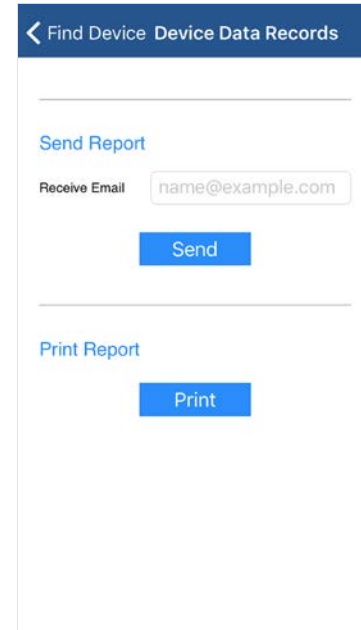 Find Device Device Data Records
Send Report
Receive Email name@example.com
Send
Print Report
Print